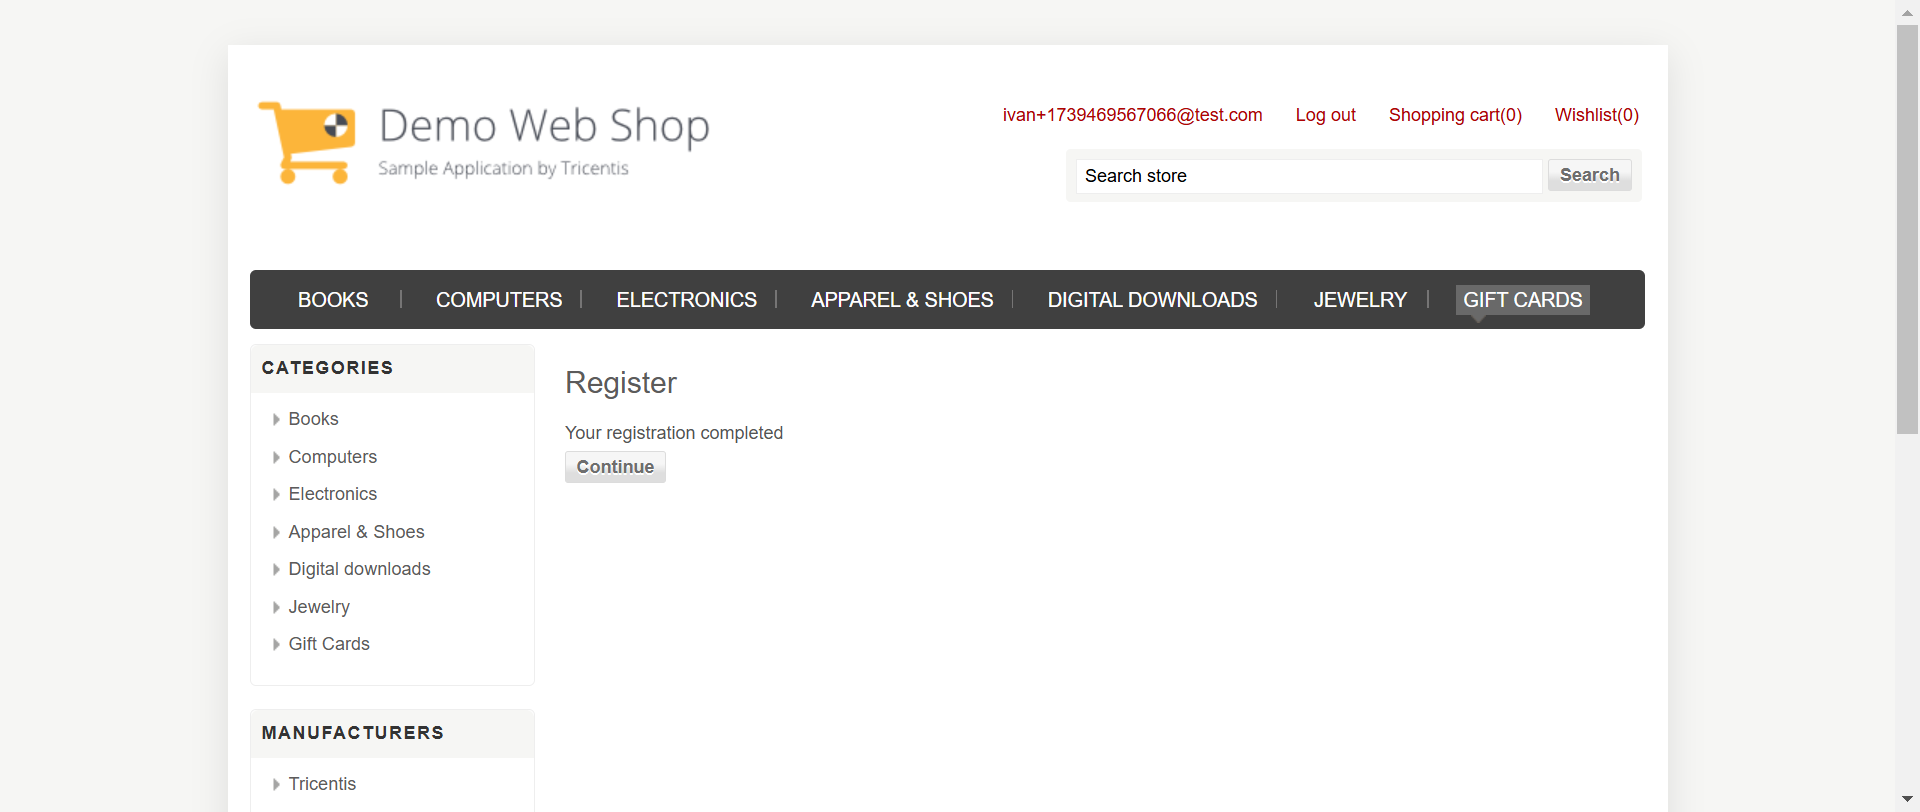 Demo Web Shop
Sample Application by Tricentis
ivan+1739469567066@test.com Log out Shopping cart(0) Wishlist(0)
Search store Search
BOOKS COMPUTERS ELECTRONICS APPAREL & SHOES DIGITAL DOWNLOADS JEWELRY GIFT CARDS
CATEGORIES
Books
Computers
Electronics
Apparel & Shoes
Digital downloads
Jewelry
Gift Cards
MANUFACTURERS
Tricentis
Register
Your registration completed
Continue